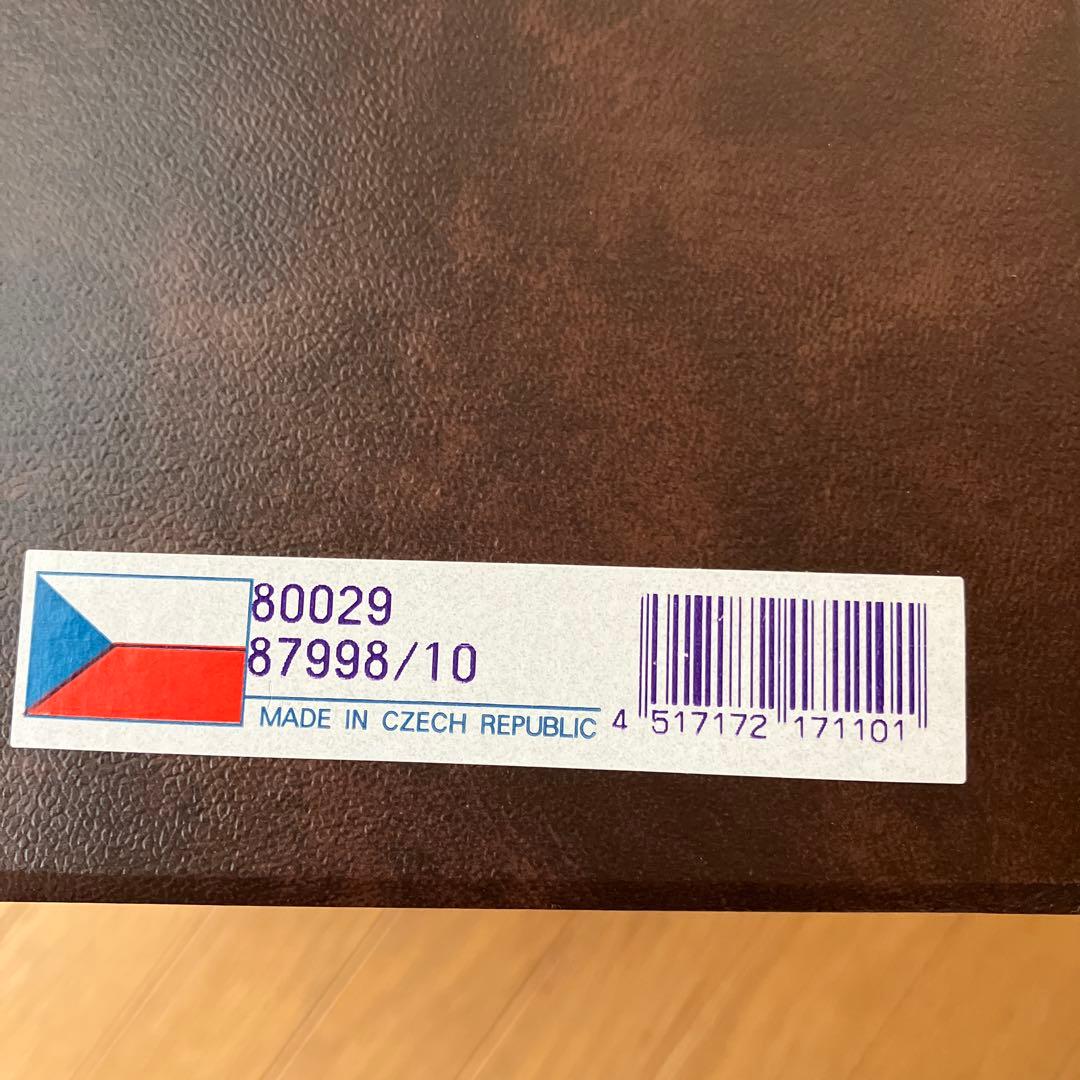 80029
87998/10
MADE IN CZECH REPUBLIC
4 517172 171101